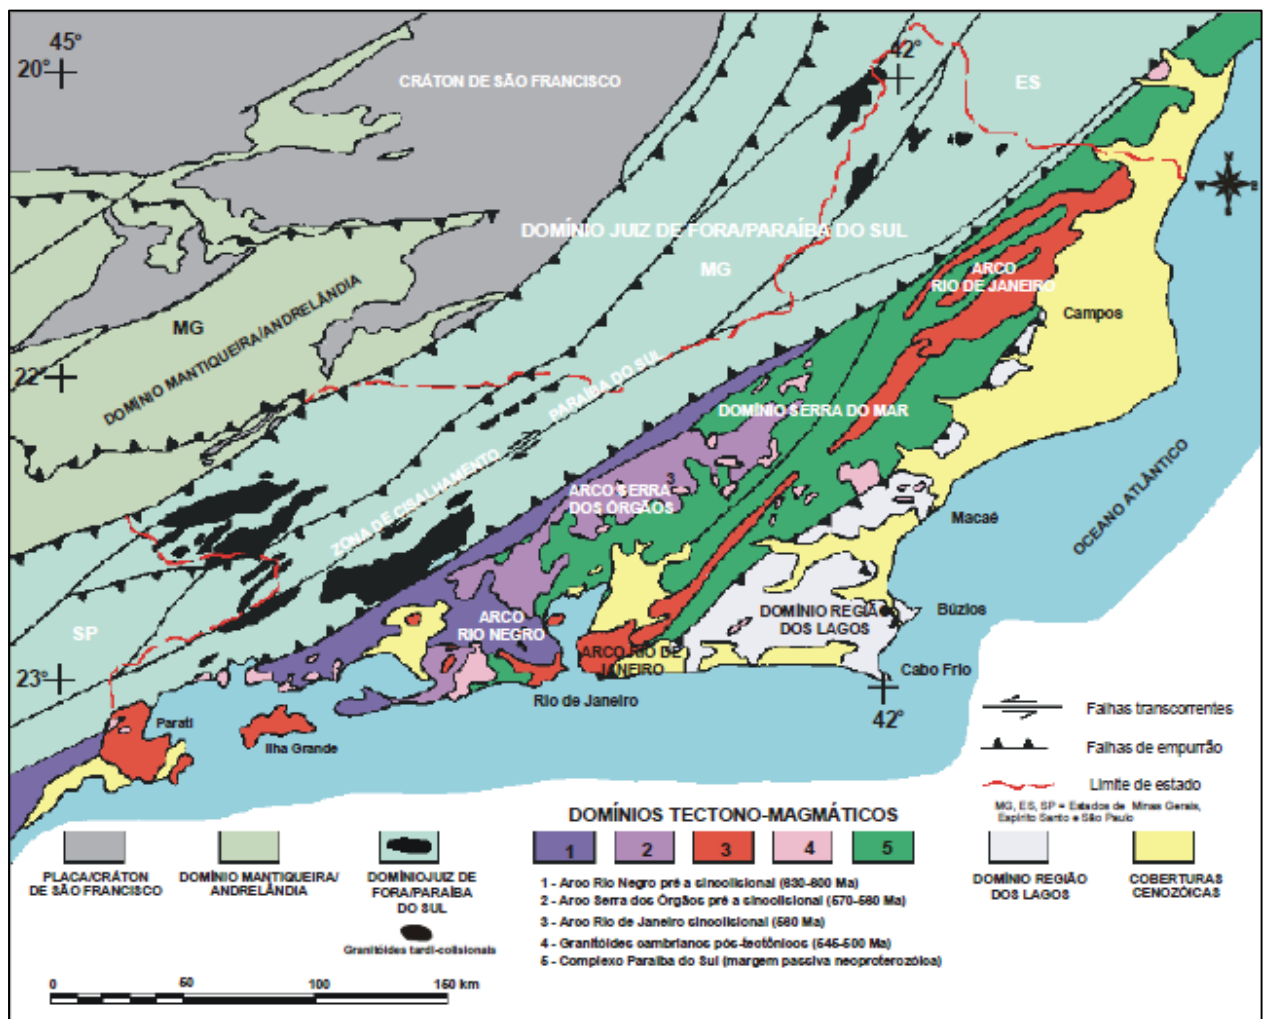 45°
20°
CRÁTON DE SÃO FRANCISCO
42°
ES
N
W
E
S
DOMÍNIO JUIZ DE FORA/PARAÍBA DO SUL
MG
ARCO
RIO DE JANEIRO
Campos
MG
DOMÍNIO MANTIQUEIRA/ANDRELÂNDIA
22°
ZONA DE CISALHAMENTO PARAÍBA DO SUL
DOMÍNIO SERRA DO MAR
ARCO SERRA
DOS ÓRGÃOS
3
Macaé
OCEANO ATLÂNTICO
SP
ARCO
RIO NEGRO
DOMÍNIO REGIÃO
DOS LAGOS
Búzios
ARCO RIO DE
JANEIRO
Cabo Frio
23°
Rio de Janeiro
42°
Parati
Ilha Grande
Falhas transcorrentes
Falhas de empurrão
Limite de estado
MG, ES, SP = Estados de Minas Gerais,
Espírito Santo e São Paulo
DOMÍNIOS TECTONO-MAGMÁTICOS
1
2
3
4
5
PLACA/CRÁTON
DE SÃO FRANCISCO
DOMÍNIO MANTIQUEIRA/
ANDRELÂNDIA
DOMÍNIOJUIZ DE
FORA/PARAÍBA
DO SUL
Granitóides tardi-colisionais
1 - Arco Rio Negro pré a sincolisional (630-600 Ma)
2 - Arco Serra dos Órgãos pré a sincolisional (570-560 Ma)
3 - Arco Rio de Janeiro sincolisional (560 Ma)
4 - Granitóides cambrianos pós-tectônicos (545-500 Ma)
5 - Complexo Paraíba do Sul (margem passiva neoproterozóica)
DOMÍNIO REGIÃO
DOS LAGOS
COBERTURAS
CENOZÓICAS
0
50
100
150 km